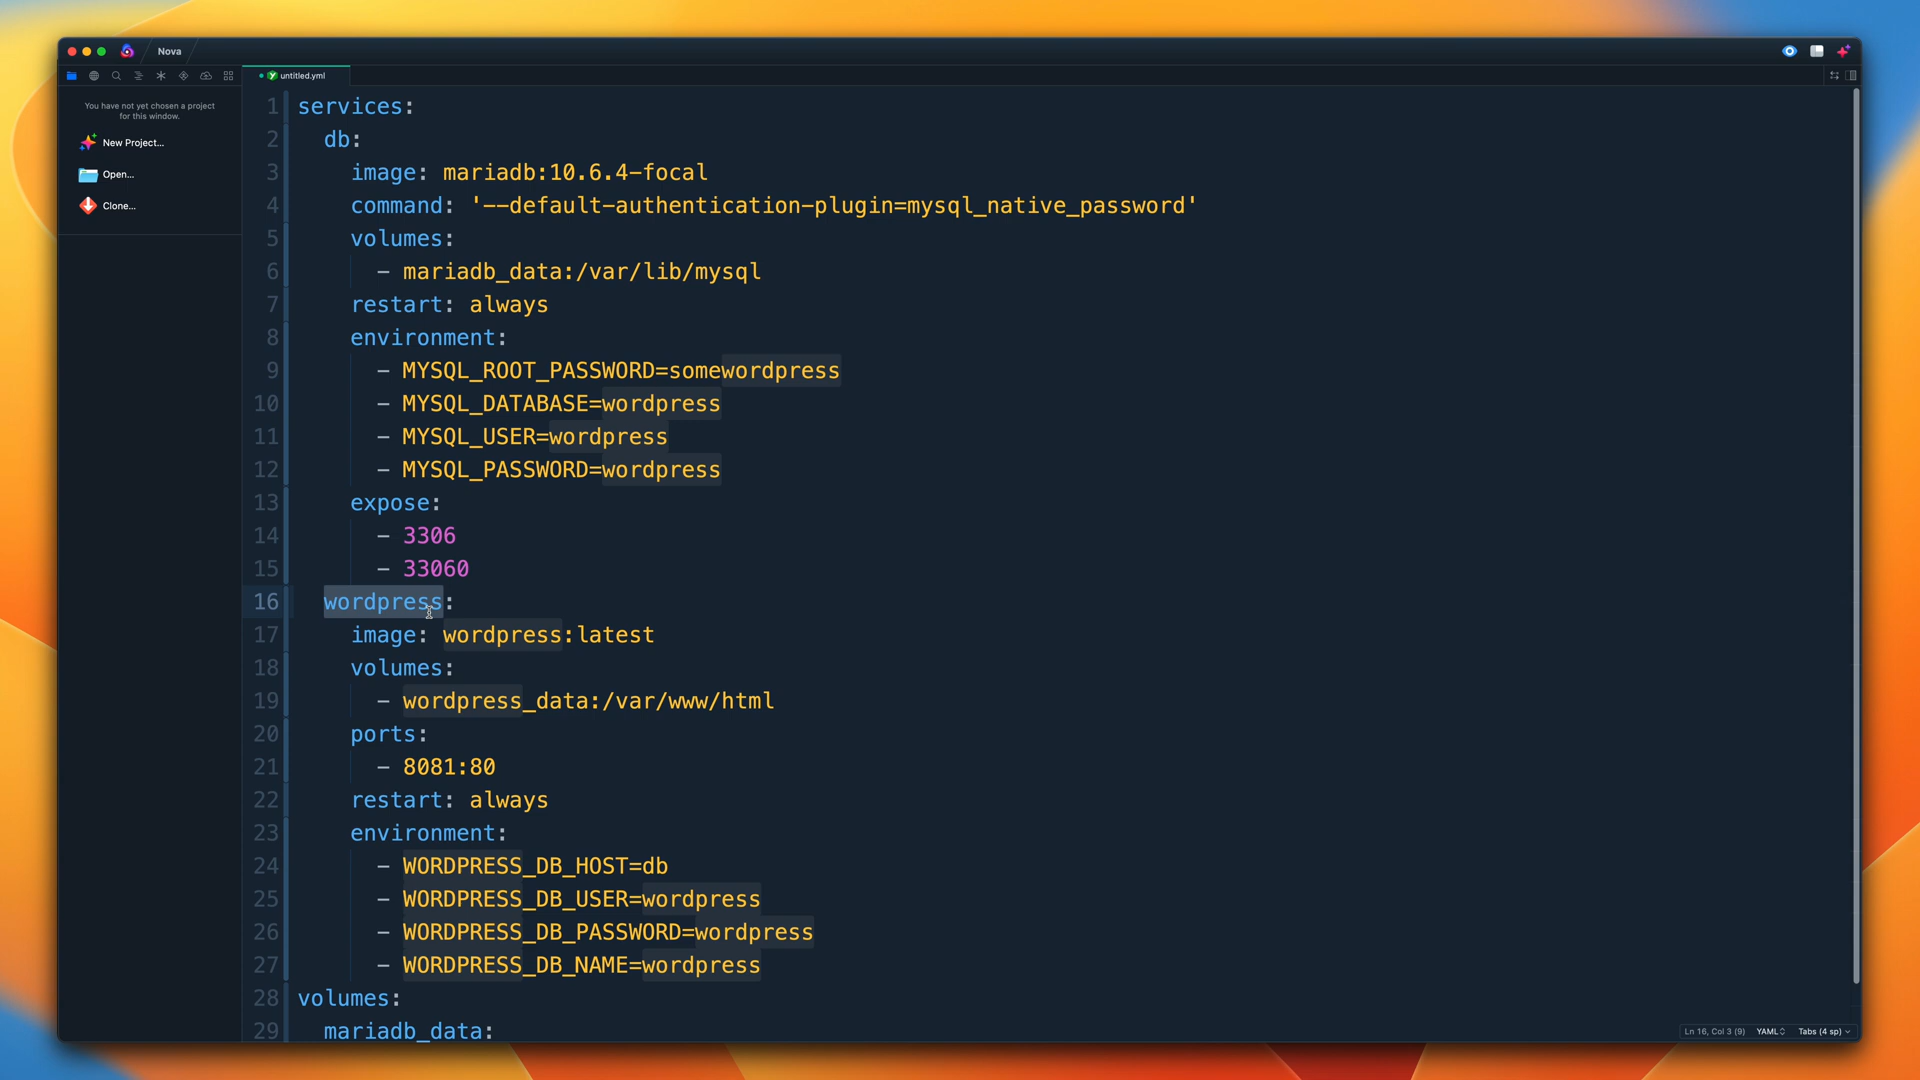 Nova
untitled.yml
You have not yet chosen a project
for this window.
New Project...
Open...
Clone...
1 services:
2   db:
3     image: mariadb:10.6.4-focal
4     command: '--default-authentication-plugin=mysql_native_password'
5     volumes:
6       - mariadb_data:/var/lib/mysql
7     restart: always
8     environment:
9       - MYSQL_ROOT_PASSWORD=somewordpress
10       - MYSQL_DATABASE=wordpress
11       - MYSQL_USER=wordpress
12       - MYSQL_PASSWORD=wordpress
13     expose:
14       - 3306
15       - 33060
16   wordpress:
17     image: wordpress:latest
18     volumes:
19       - wordpress_data:/var/www/html
20     ports:
21       - 8081:80
22     restart: always
23     environment:
24       - WORDPRESS_DB_HOST=db
25       - WORDPRESS_DB_USER=wordpress
26       - WORDPRESS_DB_PASSWORD=wordpress
27       - WORDPRESS_DB_NAME=wordpress
28 volumes:
29   mariadb_data:
Ln 16, Col 3 (9) YAML Tabs (4 sp)